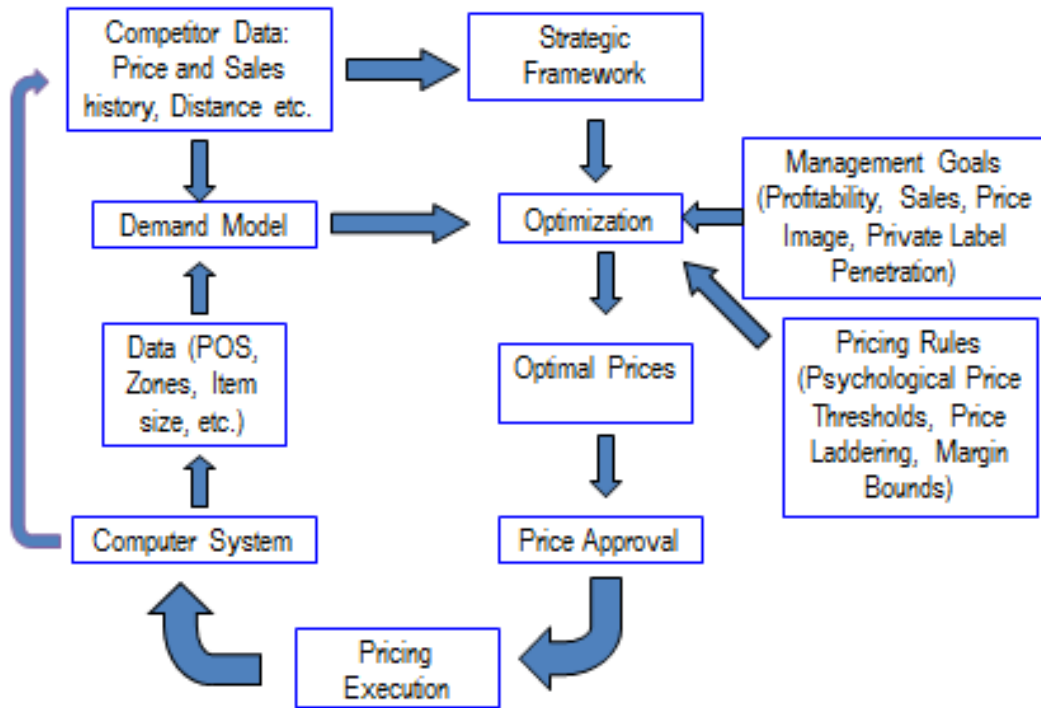 Competitor Data:
Price and Sales
history, Distance etc.
Strategic
Framework
Management Goals
(Profitability, Sales, Price
Image, Private Label
Penetration)
Demand Model
Optimization
Data (POS,
Zones, Item
size, etc.)
Optimal Prices
Pricing Rules
(Psychological Price
Thresholds, Price
Laddering, Margin
Bounds)
Computer System
Price Approval
Pricing
Execution